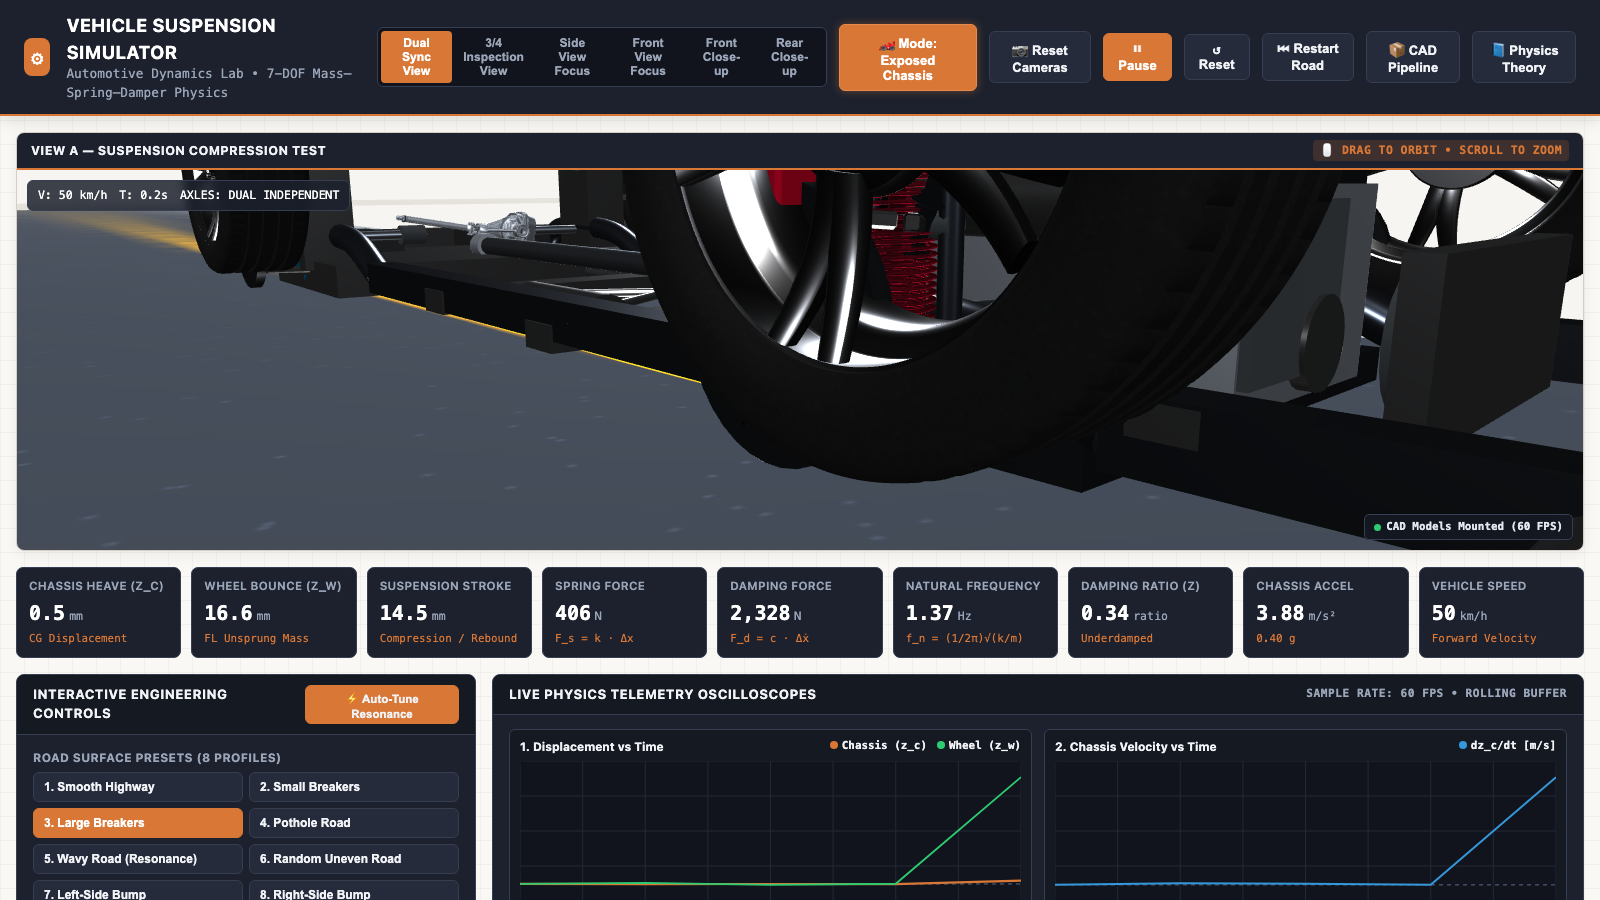 VEHICLE SUSPENSION
SIMULATOR
Automotive Dynamics Lab • 7-DOF Mass–
Spring–Damper Physics
Dual
Sync
View
3/4
Inspection
View
Side
View
Focus
Front
View
Focus
Front
Close-
up
Rear
Close-
up
Mode:
Exposed
Chassis
Reset
Cameras
Pause
Reset
Restart
Road
CAD
Pipeline
Physics
Theory
VIEW A — SUSPENSION COMPRESSION TEST
DRAG TO ORBIT • SCROLL TO ZOOM
V: 50 km/h T: 0.2s AXLES: DUAL INDEPENDENT
CAD Models Mounted (60 FPS)
CHASSIS HEAVE (Z_C)
0.5 mm
CG Displacement
WHEEL BOUNCE (Z_W)
16.6 mm
FL Unsprung Mass
SUSPENSION STROKE
14.5 mm
Compression / Rebound
SPRING FORCE
406 N
F_s = k · Δx
DAMPING FORCE
2,328 N
F_d = c · Δẋ
NATURAL FREQUENCY
1.37 Hz
f_n = (1/2π)√(k/m)
DAMPING RATIO (Ζ)
0.34 ratio
Underdamped
CHASSIS ACCEL
3.88 m/s²
0.40 g
VEHICLE SPEED
50 km/h
Forward Velocity
INTERACTIVE ENGINEERING
CONTROLS
⚡ Auto-Tune
Resonance
ROAD SURFACE PRESETS (8 PROFILES)
1. Smooth Highway
2. Small Breakers
3. Large Breakers
4. Pothole Road
5. Wavy Road (Resonance)
6. Random Uneven Road
7. Left-Side Bump
8. Right-Side Bump
LIVE PHYSICS TELEMETRY OSCILLOSCOPES
SAMPLE RATE: 60 FPS • ROLLING BUFFER
1. Displacement vs Time
Chassis (z_c) Wheel (z_w)
2. Chassis Velocity vs Time
dz_c/dt [m/s]